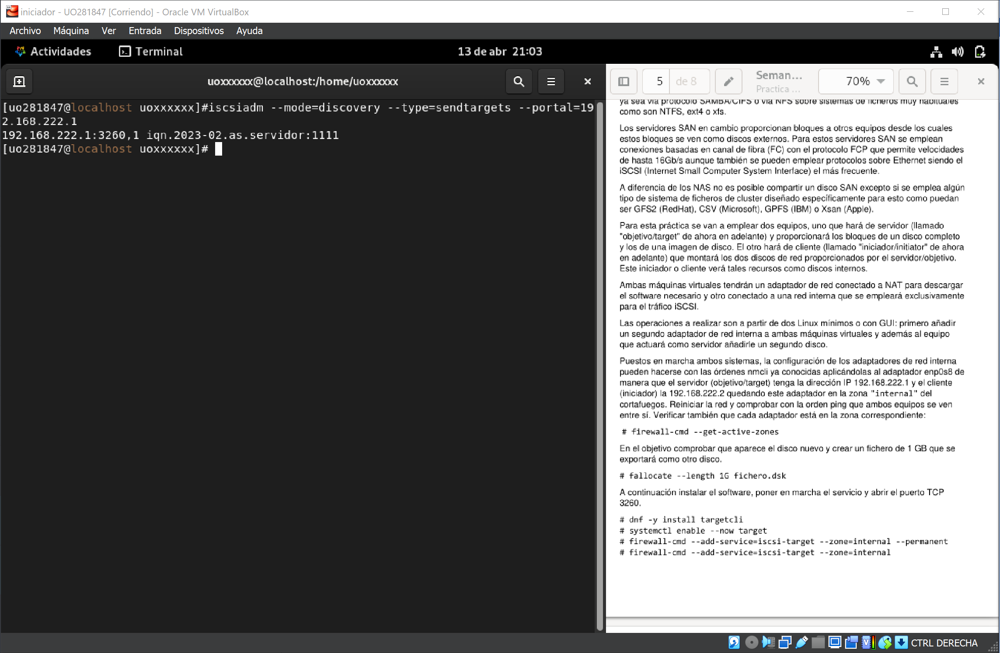 iniciador - UO281847 [Corriendo] - Oracle VM VirtualBox
Archivo Máquina Ver Entrada Dispositivos Ayuda
Actividades Terminal 13 de abr 21:03
uoxxxxxx@localhost:/home/uoxxxxxx
[uo281847@localhost uoxxxxxx]#iscsiadm --mode=discovery --type=sendtargets --portal=19
2.168.222.1
192.168.222.1:3260,1 iqn.2023-02.as.servidor:1111
[uo281847@localhost uoxxxxxx]#
5 de 8
Seman...
Practica ...
70%
ya sea vía protocolo SAMBA/CIFS o vía NFS sobre sistemas de ficheros muy habituales
como son NTFS, ext4 o xfs.
Los servidores SAN en cambio proporcionan bloques a otros equipos desde los cuales
estos bloques se ven como discos externos. Para estos servidores SAN se emplean
conexiones basadas en canal de fibra (FC) con el protocolo FCP que permite velocidades
de hasta 16Gb/s aunque también se pueden emplear protocolos sobre Ethernet siendo el
iSCSI (Internet Small Computer System Interface) el más frecuente.
A diferencia de los NAS no es posible compartir un disco SAN excepto si se emplea algún
tipo de sistema de ficheros de cluster diseñado específicamente para esto como puedan
ser GFS2 (RedHat), CSV (Microsoft), GPFS (IBM) o Xsan (Apple).
Para esta práctica se van a emplear dos equipos, uno que hará de servidor (llamado
"objetivo/target" de ahora en adelante) y proporcionará los bloques de un disco completo
y los de una imagen de disco. El otro hará de cliente (llamado "iniciador/initiator" de ahora
en adelante) que montará los dos discos de red proporcionados por el servidor/objetivo.
Este iniciador o cliente verá tales recursos como discos internos.
Ambas máquinas virtuales tendrán un adaptador de red conectado a NAT para descargar
el software necesario y otro conectado a una red interna que se empleará exclusivamente
para el tráfico iSCSI.
Las operaciones a realizar son a partir de dos Linux mínimos o con GUI: primero añadir
un segundo adaptador de red interna a ambas máquinas virtuales y además al equipo
que actuará como servidor añadirle un segundo disco.
Puestos en marcha ambos sistemas, la configuración de los adaptadores de red interna
pueden hacerse con las órdenes nmcli ya conocidas aplicándolas al adaptador enp0s8 de
manera que el servidor (objetivo/target) tenga la dirección IP 192.168.222.1 y el cliente
(iniciador) la 192.168.222.2 quedando este adaptador en la zona "internal" del
cortafuegos. Reiniciar la red y comprobar con la orden ping que ambos equipos se ven
entre sí. Verificar también que cada adaptador está en la zona correspondiente:
# firewall-cmd --get-active-zones
En el objetivo comprobar que aparece el disco nuevo y crear un fichero de 1 GB que se
exportará como otro disco.
# fallocate --length 1G fichero.dsk
A continuación instalar el software, poner en marcha el servicio y abrir el puerto TCP
3260.
# dnf -y install targetcli
# systemctl enable --now target
# firewall-cmd --add-service=iscsi-target --zone=internal --permanent
# firewall-cmd --add-service=iscsi-target --zone=internal
CTRL DERECHA